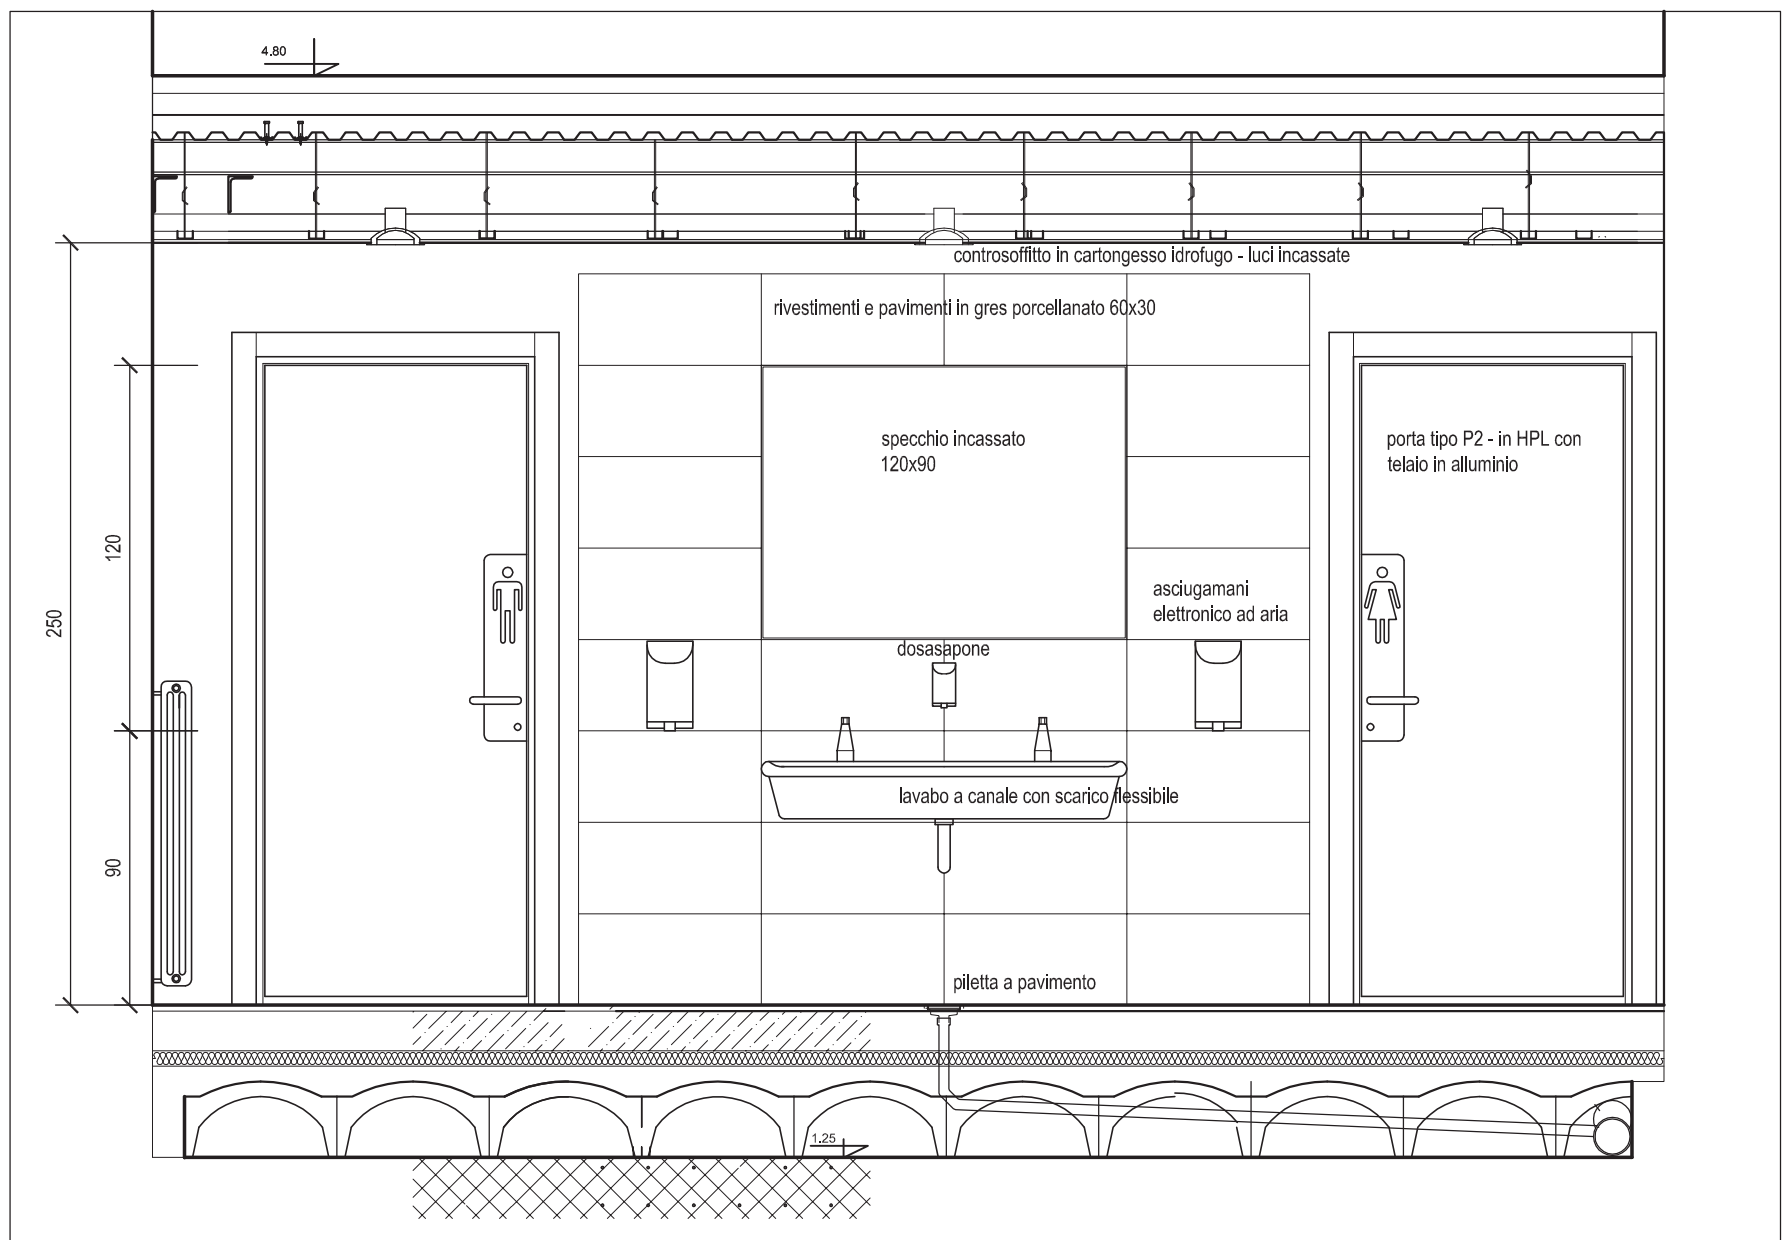 4.80
controsoffitto in cartongesso idrofugo - luci incassate
rivestimenti e pavimenti in gres porcellanato 60x30
specchio incassato
120x90
porta tipo P2 - in HPL con
telaio in alluminio
120
250
asciugamani
elettronico ad aria
dosasapone
lavabo a canale con scarico flessibile
90
piletta a pavimento
1.25